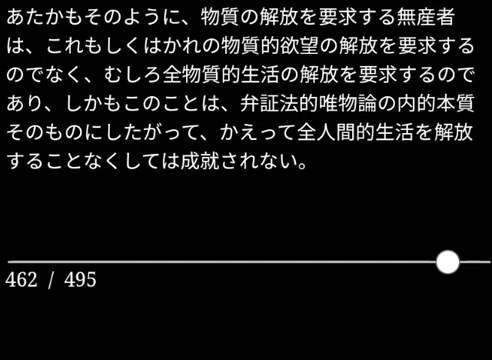 あたかもそのように、物質の解放を要求する無産者
は、これもしくはかれの物質的欲望の解放を要求する
のでなく、むしろ全物質的生活の解放を要求するので
あり、しかもこのことは、弁証法的唯物論の内的本質
そのものにしたがって、かえって全人間的生活を解放
することなくしては成就されない。
462 / 495